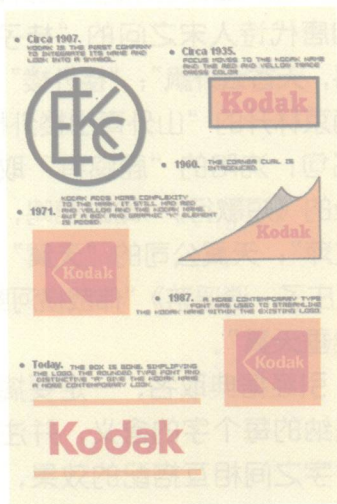 • Circa 1907.
KODAK IS THE FIRST COMPANY
TO INTEGRATE ITS NAME AND
LOOK INTO A SYMBOL.
EKC
• Circa 1935.
FOCUS MOVES TO THE KODAK NAME
AND THE RED AND YELLOW TRADE
DRESS COLOR
Kodak
• 1960. THE CORNER CURL IS
INTRODUCED.
Kodak
• 1971. KODAK ADDS MORE COMPLEXITY
TO THE MARK. IT STILL HAD RED
AND YELLOW AND THE KODAK NAME
BUT A BOX AND GRAPHIC "K" ELEMENT
IS ADDED.
Kodak
• 1987. A MORE CONTEMPORARY TYPE
FONT WAS USED TO STREAMLINE
THE KODAK NAME WITHIN THE EXISTING LOGO.
Kodak
• Today. THE BOX IS GONE, SIMPLIFYING
THE LOGO. THE ROUNDED TYPE FONT AND
DISTINCTIVE "A" GIVE THE KODAK NAME
A MORE CONTEMPORARY LOOK.
Kodak